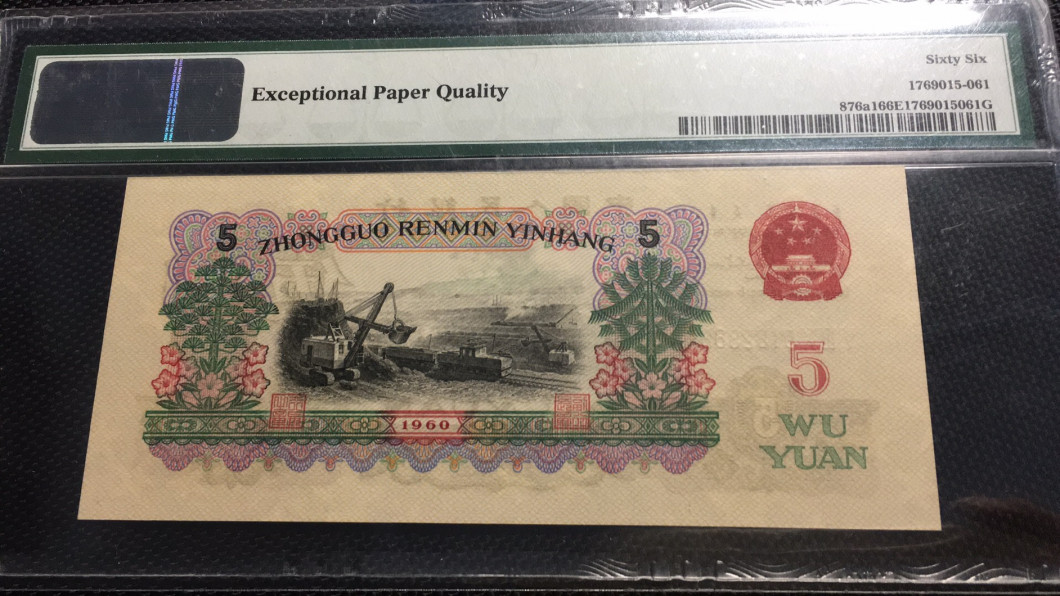 Exceptional Paper Quality
Sixty Six
1769015-061
876a166E1769015061G
5
ZHONGGUO RENMIN YINHANG
5
5
1960
WU
YUAN